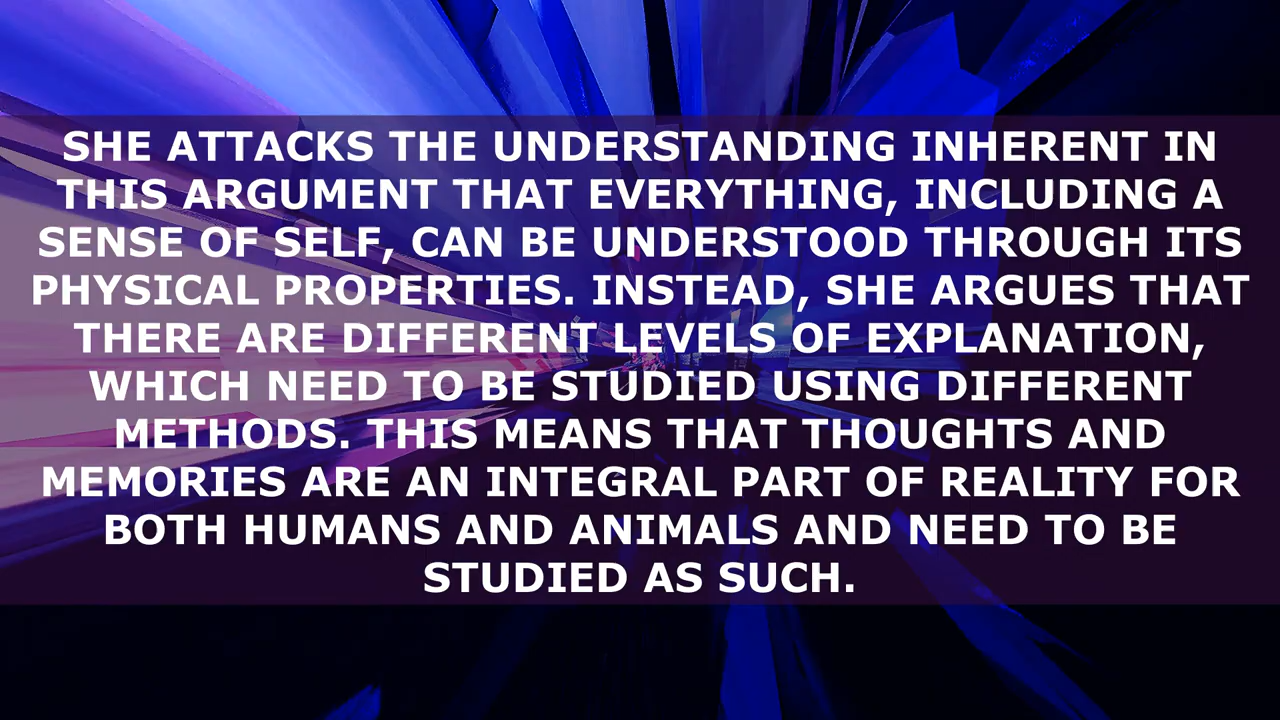 SHE ATTACKS THE UNDERSTANDING INHERENT IN
THIS ARGUMENT THAT EVERYTHING, INCLUDING A
SENSE OF SELF, CAN BE UNDERSTOOD THROUGH ITS
PHYSICAL PROPERTIES. INSTEAD, SHE ARGUES THAT
THERE ARE DIFFERENT LEVELS OF EXPLANATION,
WHICH NEED TO BE STUDIED USING DIFFERENT
METHODS. THIS MEANS THAT THOUGHTS AND
MEMORIES ARE AN INTEGRAL PART OF REALITY FOR
BOTH HUMANS AND ANIMALS AND NEED TO BE
STUDIED AS SUCH.